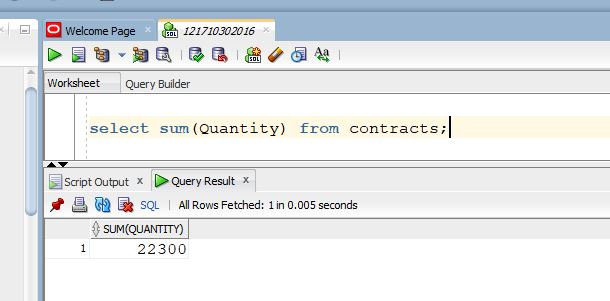 Welcome Page 121710302016
Worksheet Query Builder
select sum(Quantity) from contracts;
Script Output x Query Result x
SQL | All Rows Fetched: 1 in 0.005 seconds
SUM(QUANTITY)
1 22300